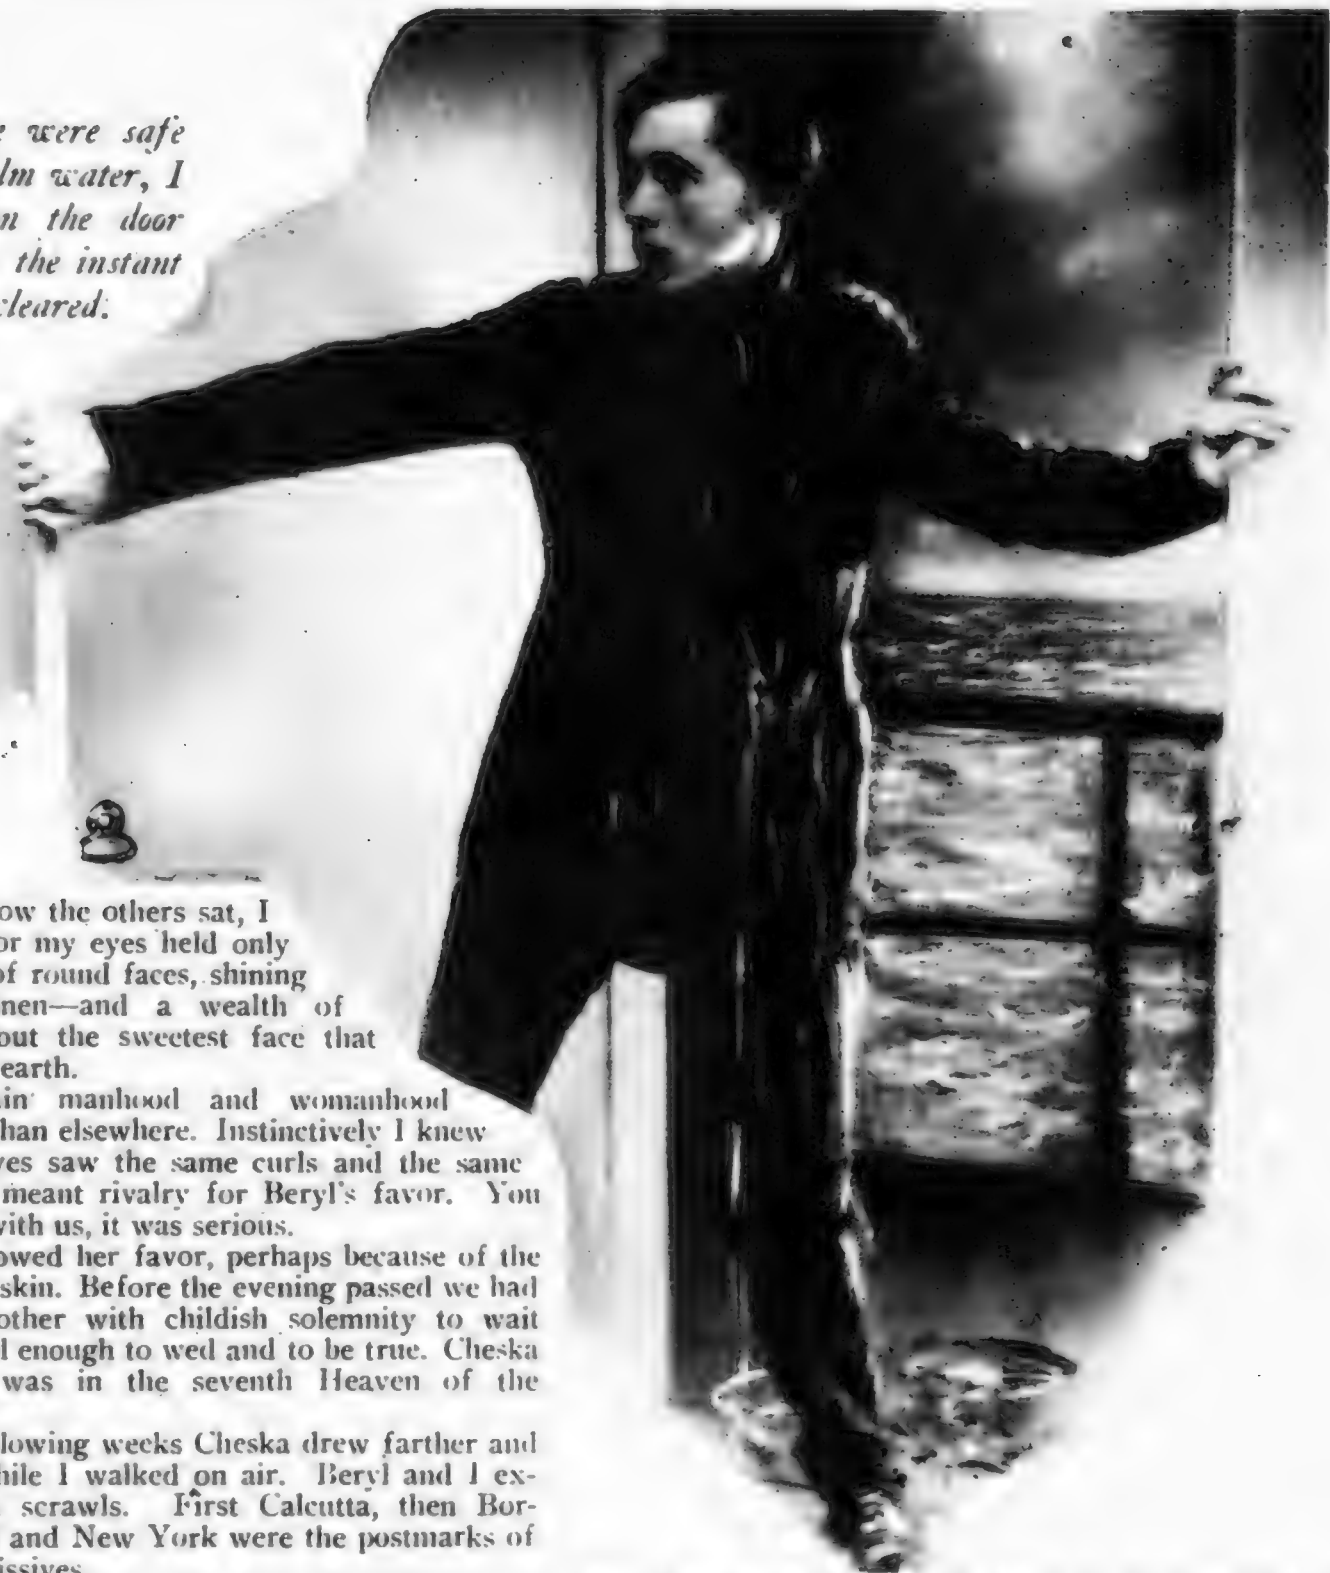 e were safe
lm water, I
n the door
the instant
cleared.
ow the others sat, I
or my eyes held only
of round faces, shining
nen—and a wealth of
out the sweetest face that
earth.
in manhood and womanhood
han elsewhere. Instinctively I knew
yes saw the same curls and the same
meant rivalry for Beryl's favor. You
with us, it was serious.
owed her favor, perhaps because of the
skin. Before the evening passed we had
other with childish solemnity to wait
l enough to wed and to be true. Cheska
was in the seventh Heaven of the
lowing weeks Cheska drew farther and
hile I walked on air. Beryl and I ex-
scrawls. First Calcutta, then Bor-
and New York were the postmarks of
issives.